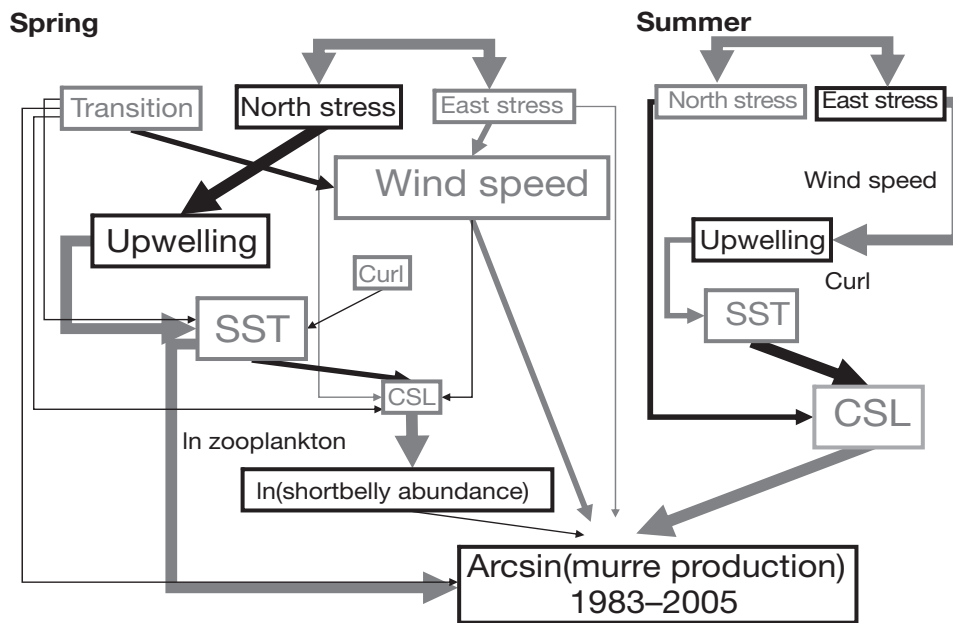 Spring
Summer
Transition
North stress
East stress
North stress
East stress
Wind speed
Wind speed
Upwelling
Upwelling
Curl
Curl
SST
SST
CSL
CSL
ln zooplankton
ln(shortbelly abundance)
Arcsin(murre production)
1983–2005